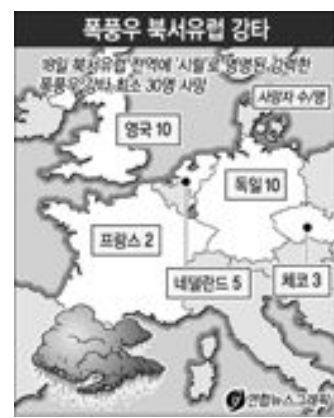 폭풍우 북서유럽 강타
18일 북서유럽 전역에 '시릴'로 명명된 강력한
폭풍우 강타 최소 30명 사망
사망자 수/명
영국 10
독일 10
프랑스 2
네덜란드 5
체코 3
연합뉴스그래픽